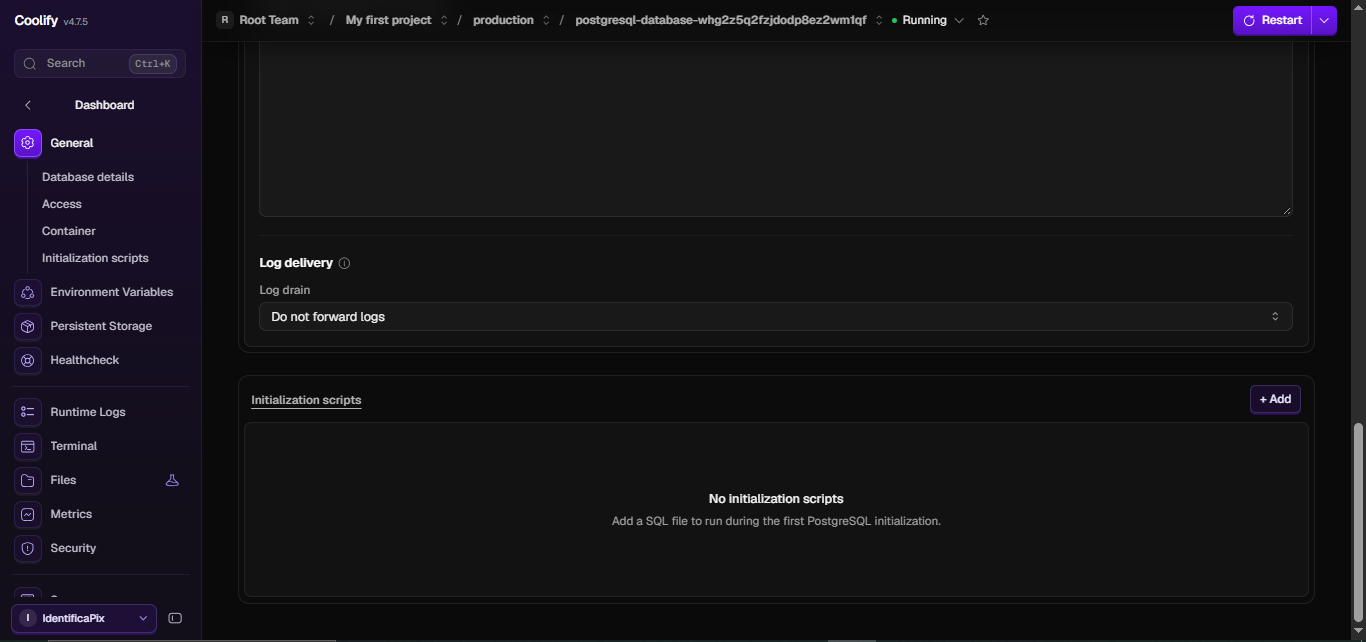 Coolify v4.7.5
R Root Team / My first project / production / postgresql-database-whg2z5q2fzjdodp8ez2wm1qf Running
Restart
Search Ctrl+K
Dashboard
General
Database details
Access
Container
Initialization scripts
Environment Variables
Persistent Storage
Healthcheck
Runtime Logs
Terminal
Files
Metrics
Security
I IdentificaPix
Log delivery
Log drain
Do not forward logs
Initialization scripts
+ Add
No initialization scripts
Add a SQL file to run during the first PostgreSQL initialization.